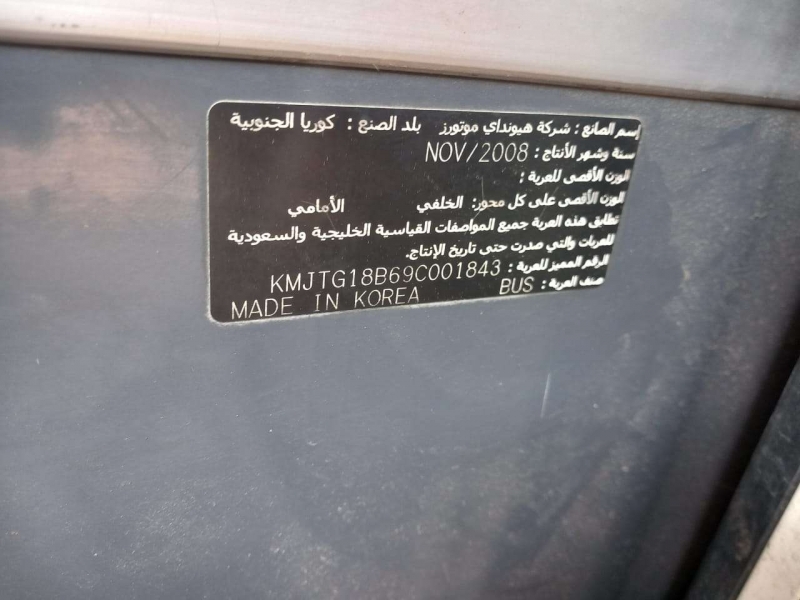 إسم الصانع : شركة هيونداي موتورز بلد الصنع : كوريا الجنوبية
سنة وشهر الأنتاج : NOV/2008
الوزن الأقصى للعربة :
الوزن الأقصى على كل محور: الخلفي الأمامي
تطابق هذه العربة جميع المواصفات القياسية الخليجية والسعودية
للعربات والتي صدرت حتى تاريخ الإنتاج.
الرقم المميز للعربة : KMJTG18B69C001843
صنف العربة : BUS
MADE IN KOREA